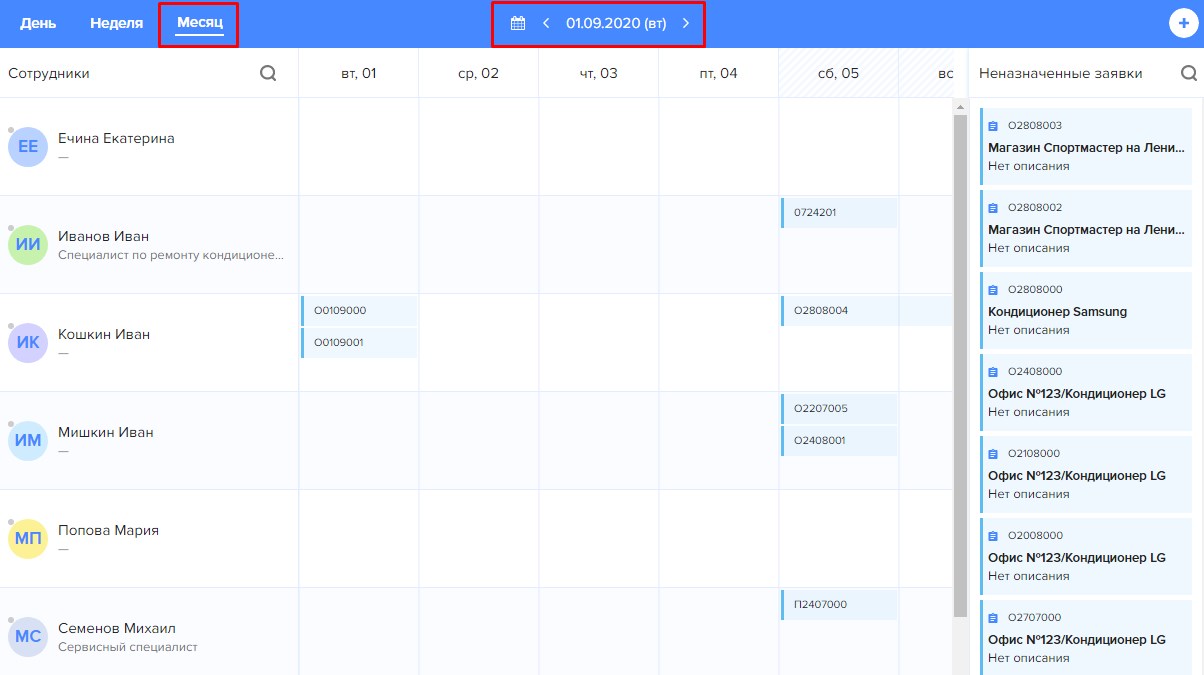 День Неделя Месяц 01.09.2020 (вт) +
Сотрудники вт, 01 ср, 02 чт, 03 пт, 04 сб, 05 вс Неназначенные заявки
ЕЕ Ечина Екатерина
—
ИИ Иванов Иван
Специалист по ремонту кондиционе...
0724201
ИК Кошкин Иван
—
О0109000 О2808004
О0109001
ИМ Мишкин Иван
—
О2207005
О2408001
МП Попова Мария
—
МС Семенов Михаил
Сервисный специалист
П2407000
О2808003
Магазин Спортмастер на Лени...
Нет описания
О2808002
Магазин Спортмастер на Лени...
Нет описания
О2808000
Кондиционер Samsung
Нет описания
О2408000
Офис №123/Кондиционер LG
Нет описания
О2108000
Офис №123/Кондиционер LG
Нет описания
О2008000
Офис №123/Кондиционер LG
Нет описания
О2707000
Офис №123/Кондиционер LG
Нет описания